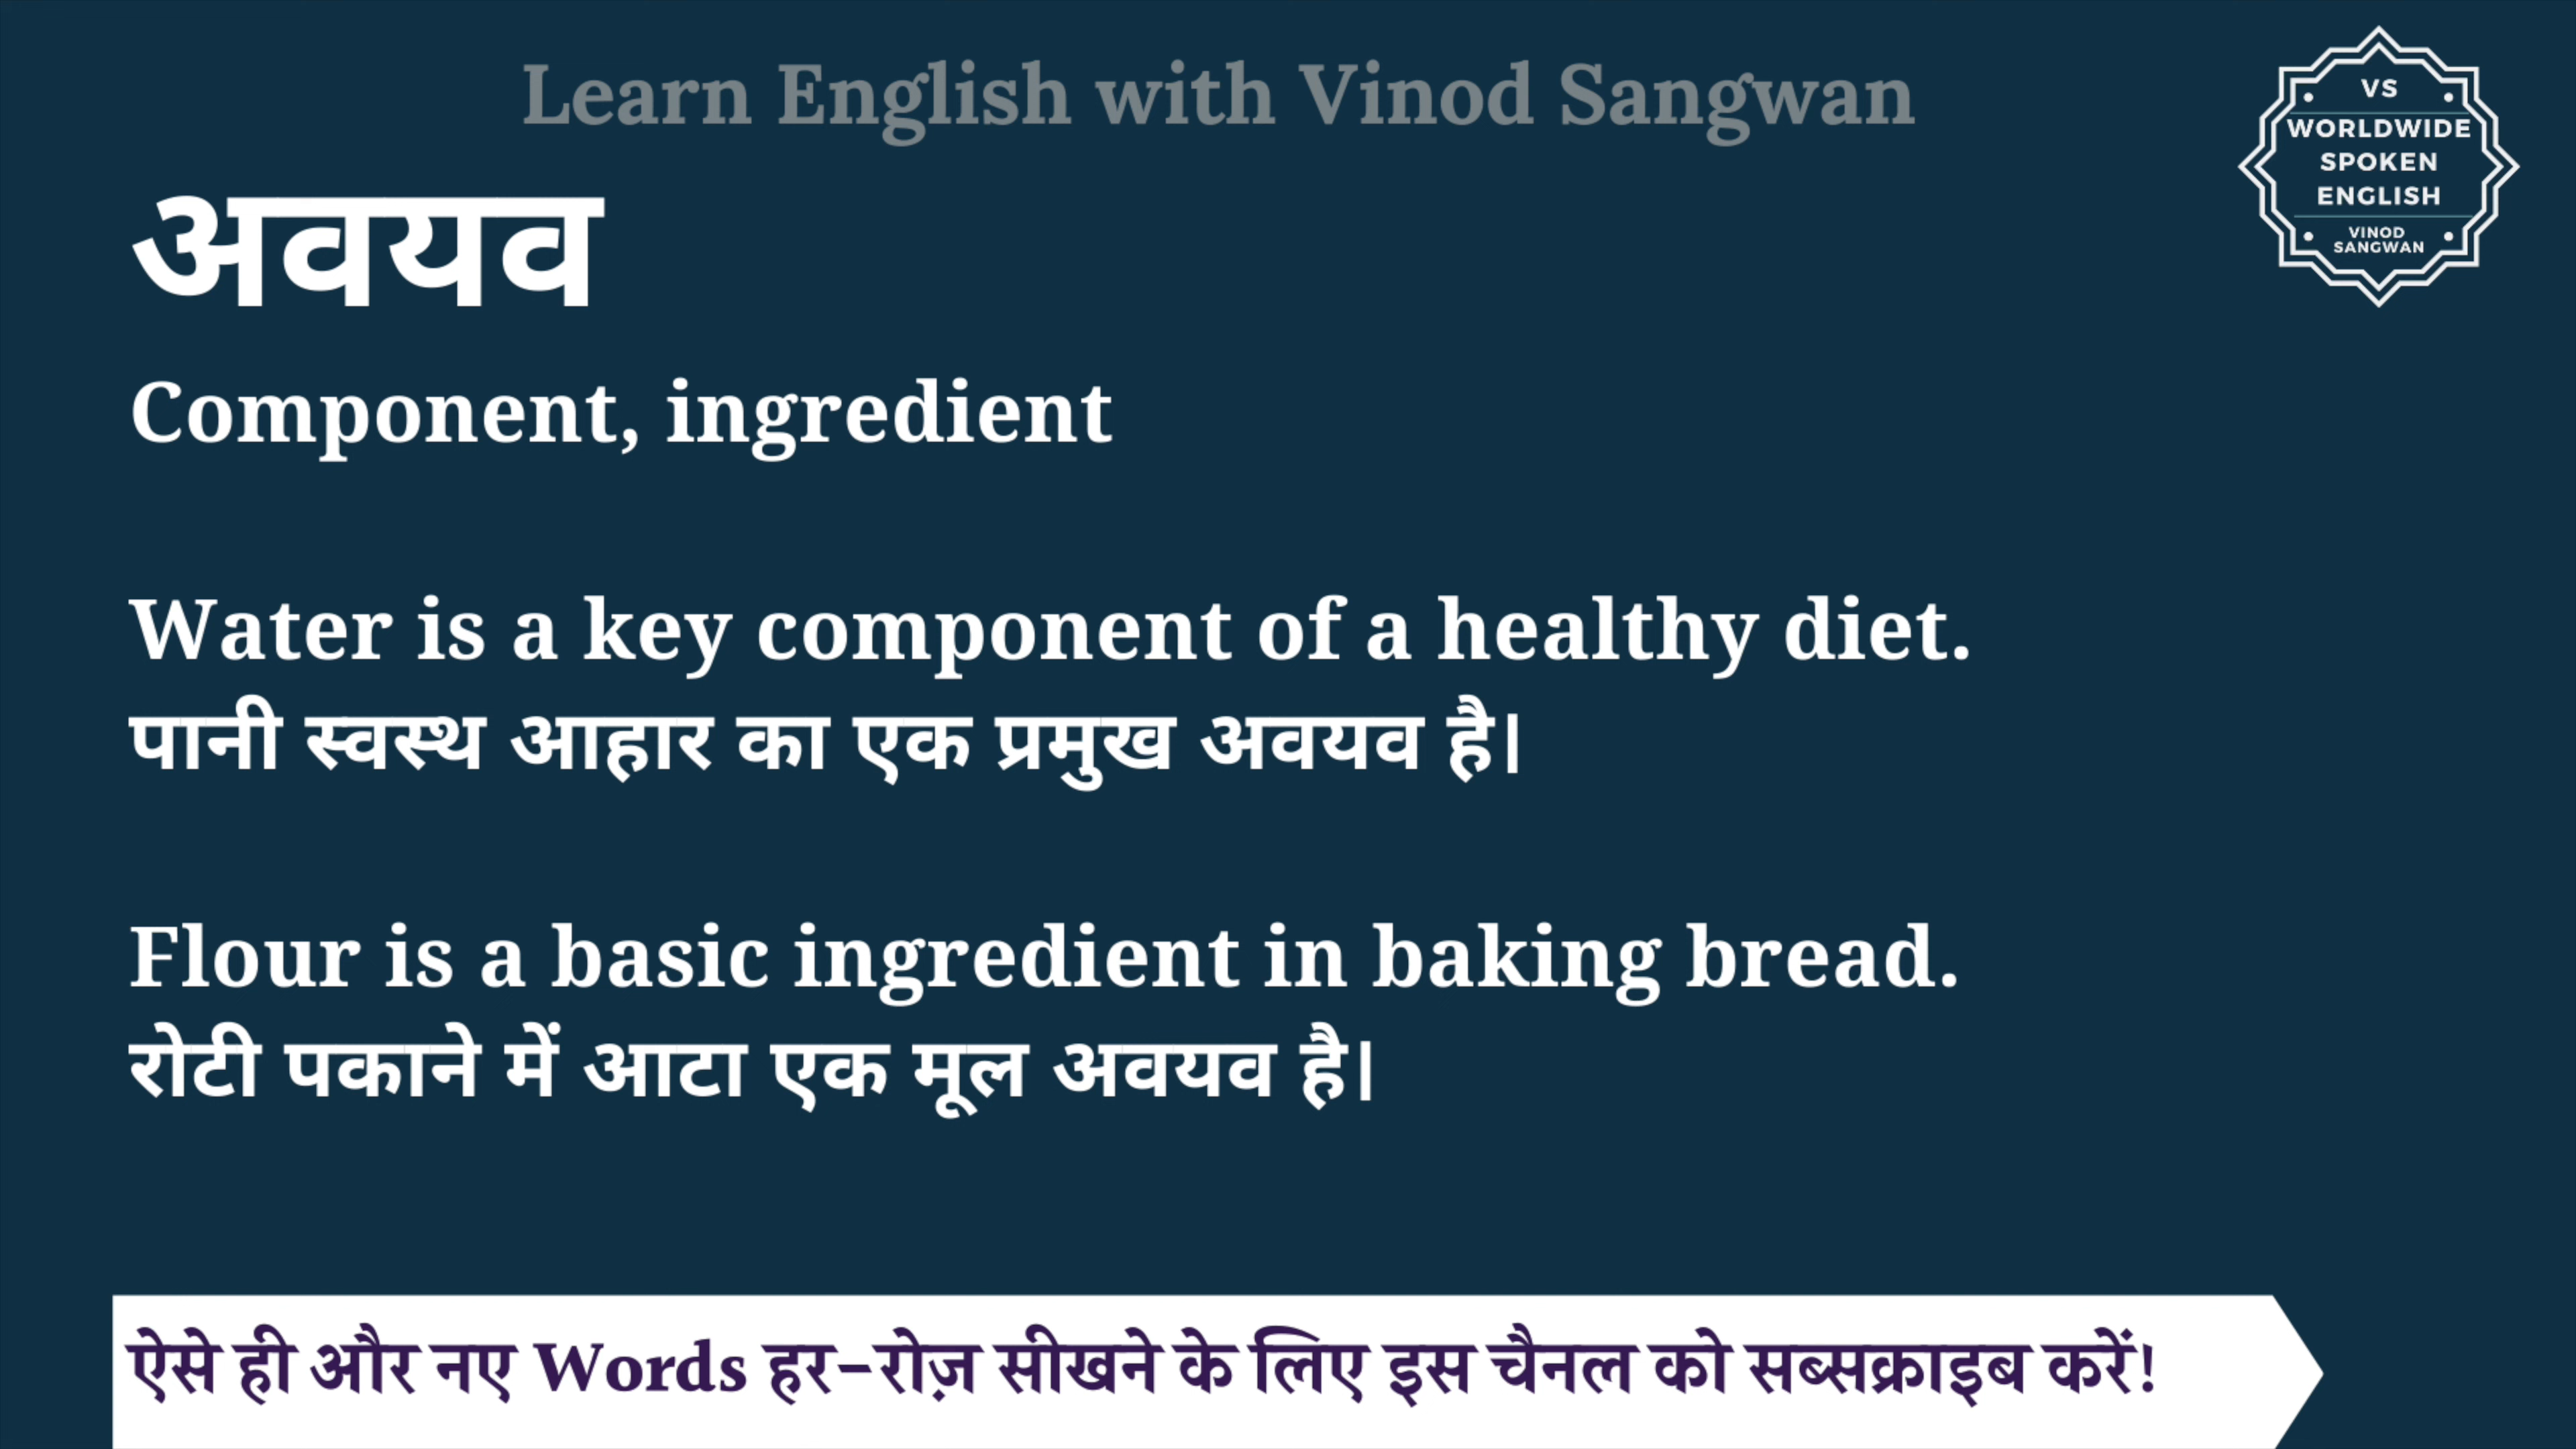 Learn English with Vinod Sangwan
VS
WORLDWIDE
SPOKEN
ENGLISH
VINOD
SANGWAN
अवयव
Component, ingredient
Water is a key component of a healthy diet.
पानी स्वस्थ आहार का एक प्रमुख अवयव है।
Flour is a basic ingredient in baking bread.
रोटी पकाने में आटा एक मूल अवयव है।
ऐसे ही और नए Words हर-रोज़ सीखने के लिए इस चैनल को सब्सक्राइब करें!